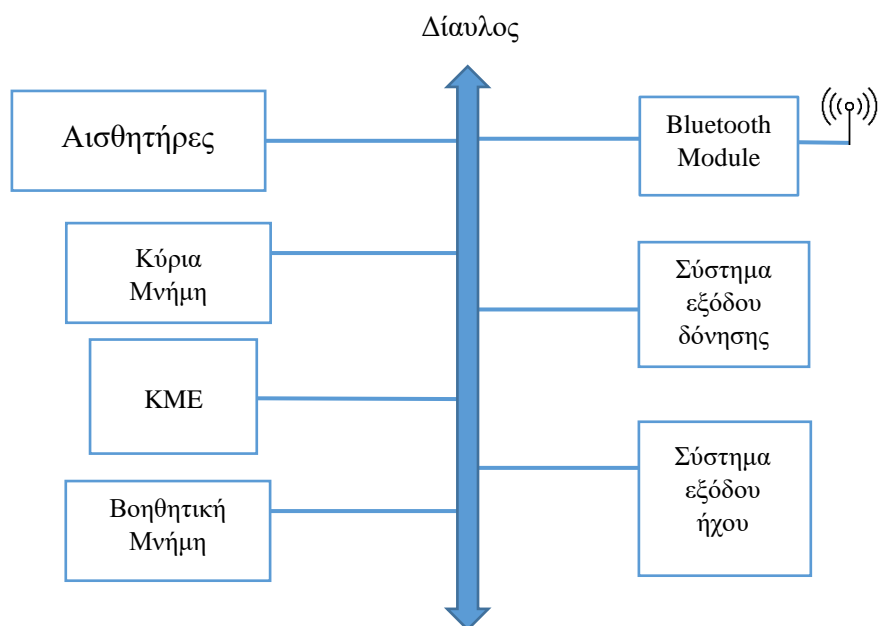 Δίαυλος
Αισθητήρες
Κύρια
Μνήμη
ΚΜΕ
Βοηθητική
Μνήμη
Bluetooth
Module
Σύστημα
εξόδου
δόνησης
Σύστημα
εξόδου
ήχου